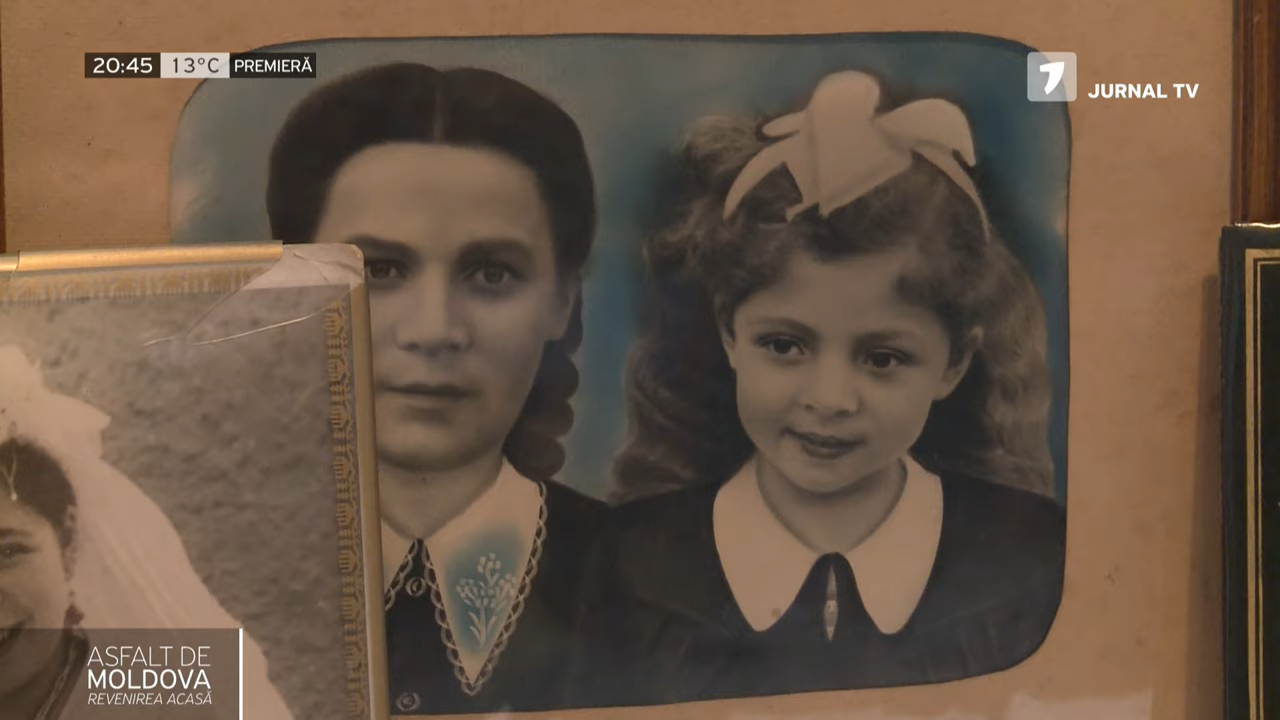 20:45 13°C PREMIERĂ
JURNAL TV
ASFALT DE
MOLDOVA
REVENIREA ACASĂ